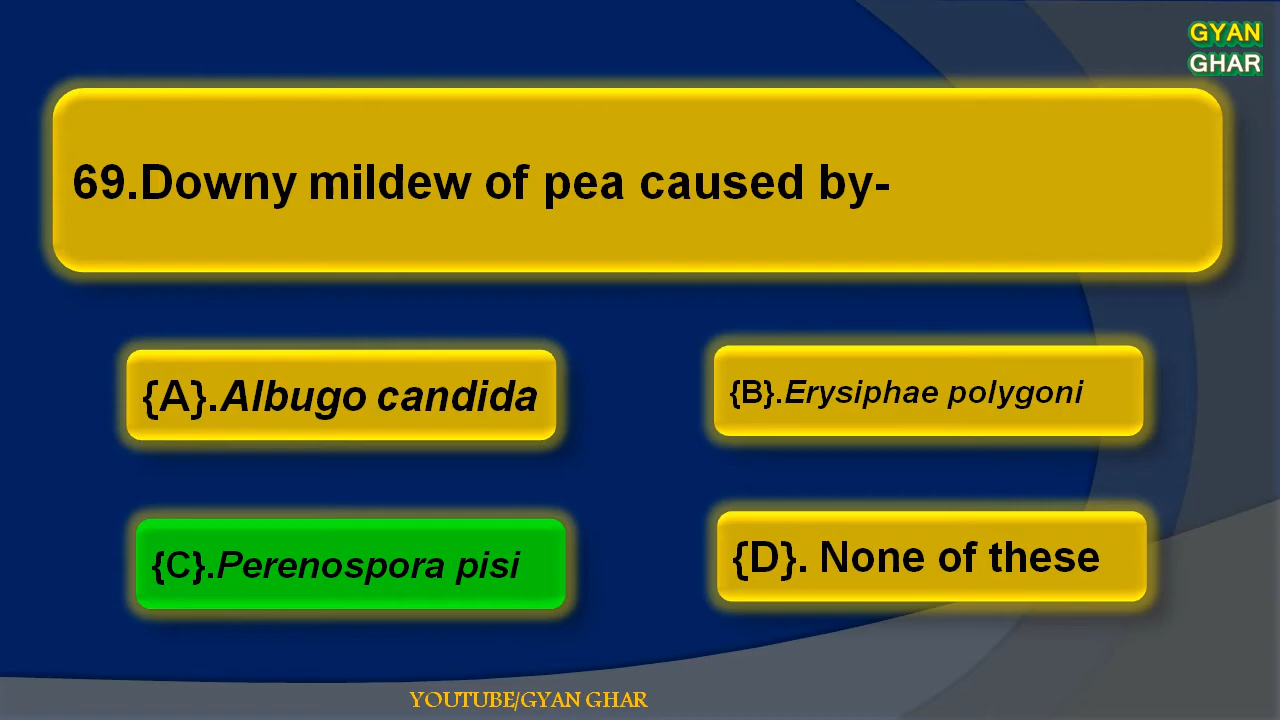 GYAN
GHAR
69.Downy mildew of pea caused by-
{A}.Albugo candida
{B}.Erysiphae polygoni
{C}.Perenospora pisi
{D}. None of these
YOUTUBE/GYAN GHAR